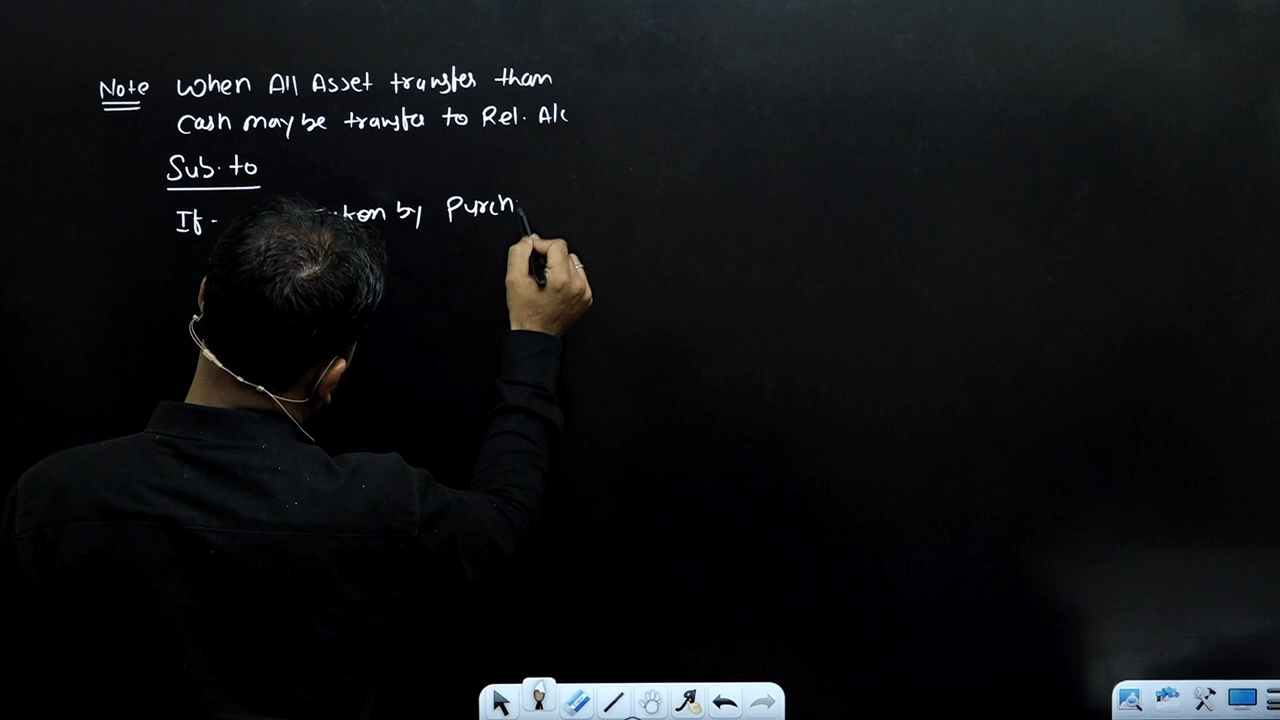 Note When All Asset transfer than
Cash may be transfer to Rel. A/c
Sub. to
If - by Purch